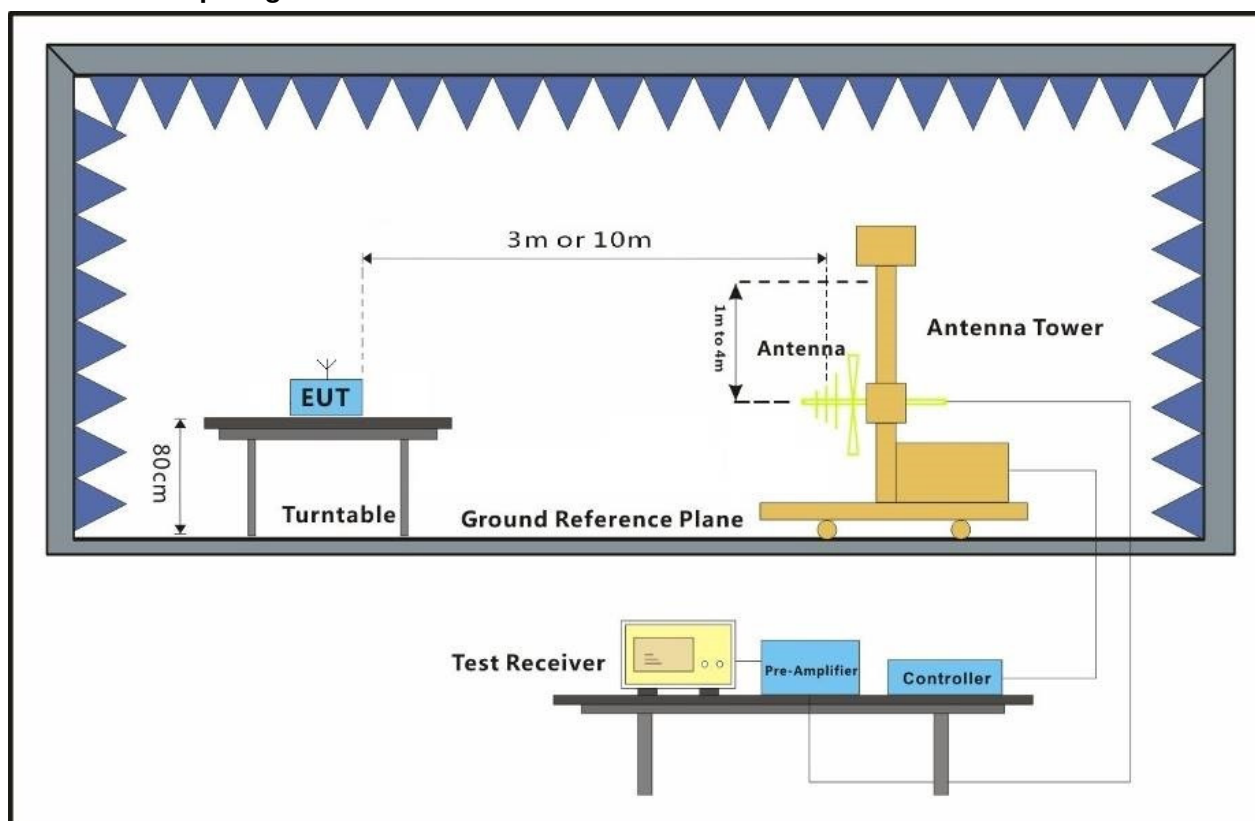 3m or 10m
1m to 4m
Antenna
Antenna Tower
EUT
80cm
Turntable
Ground Reference Plane
Test Receiver
Pre-Amplifier
Controller